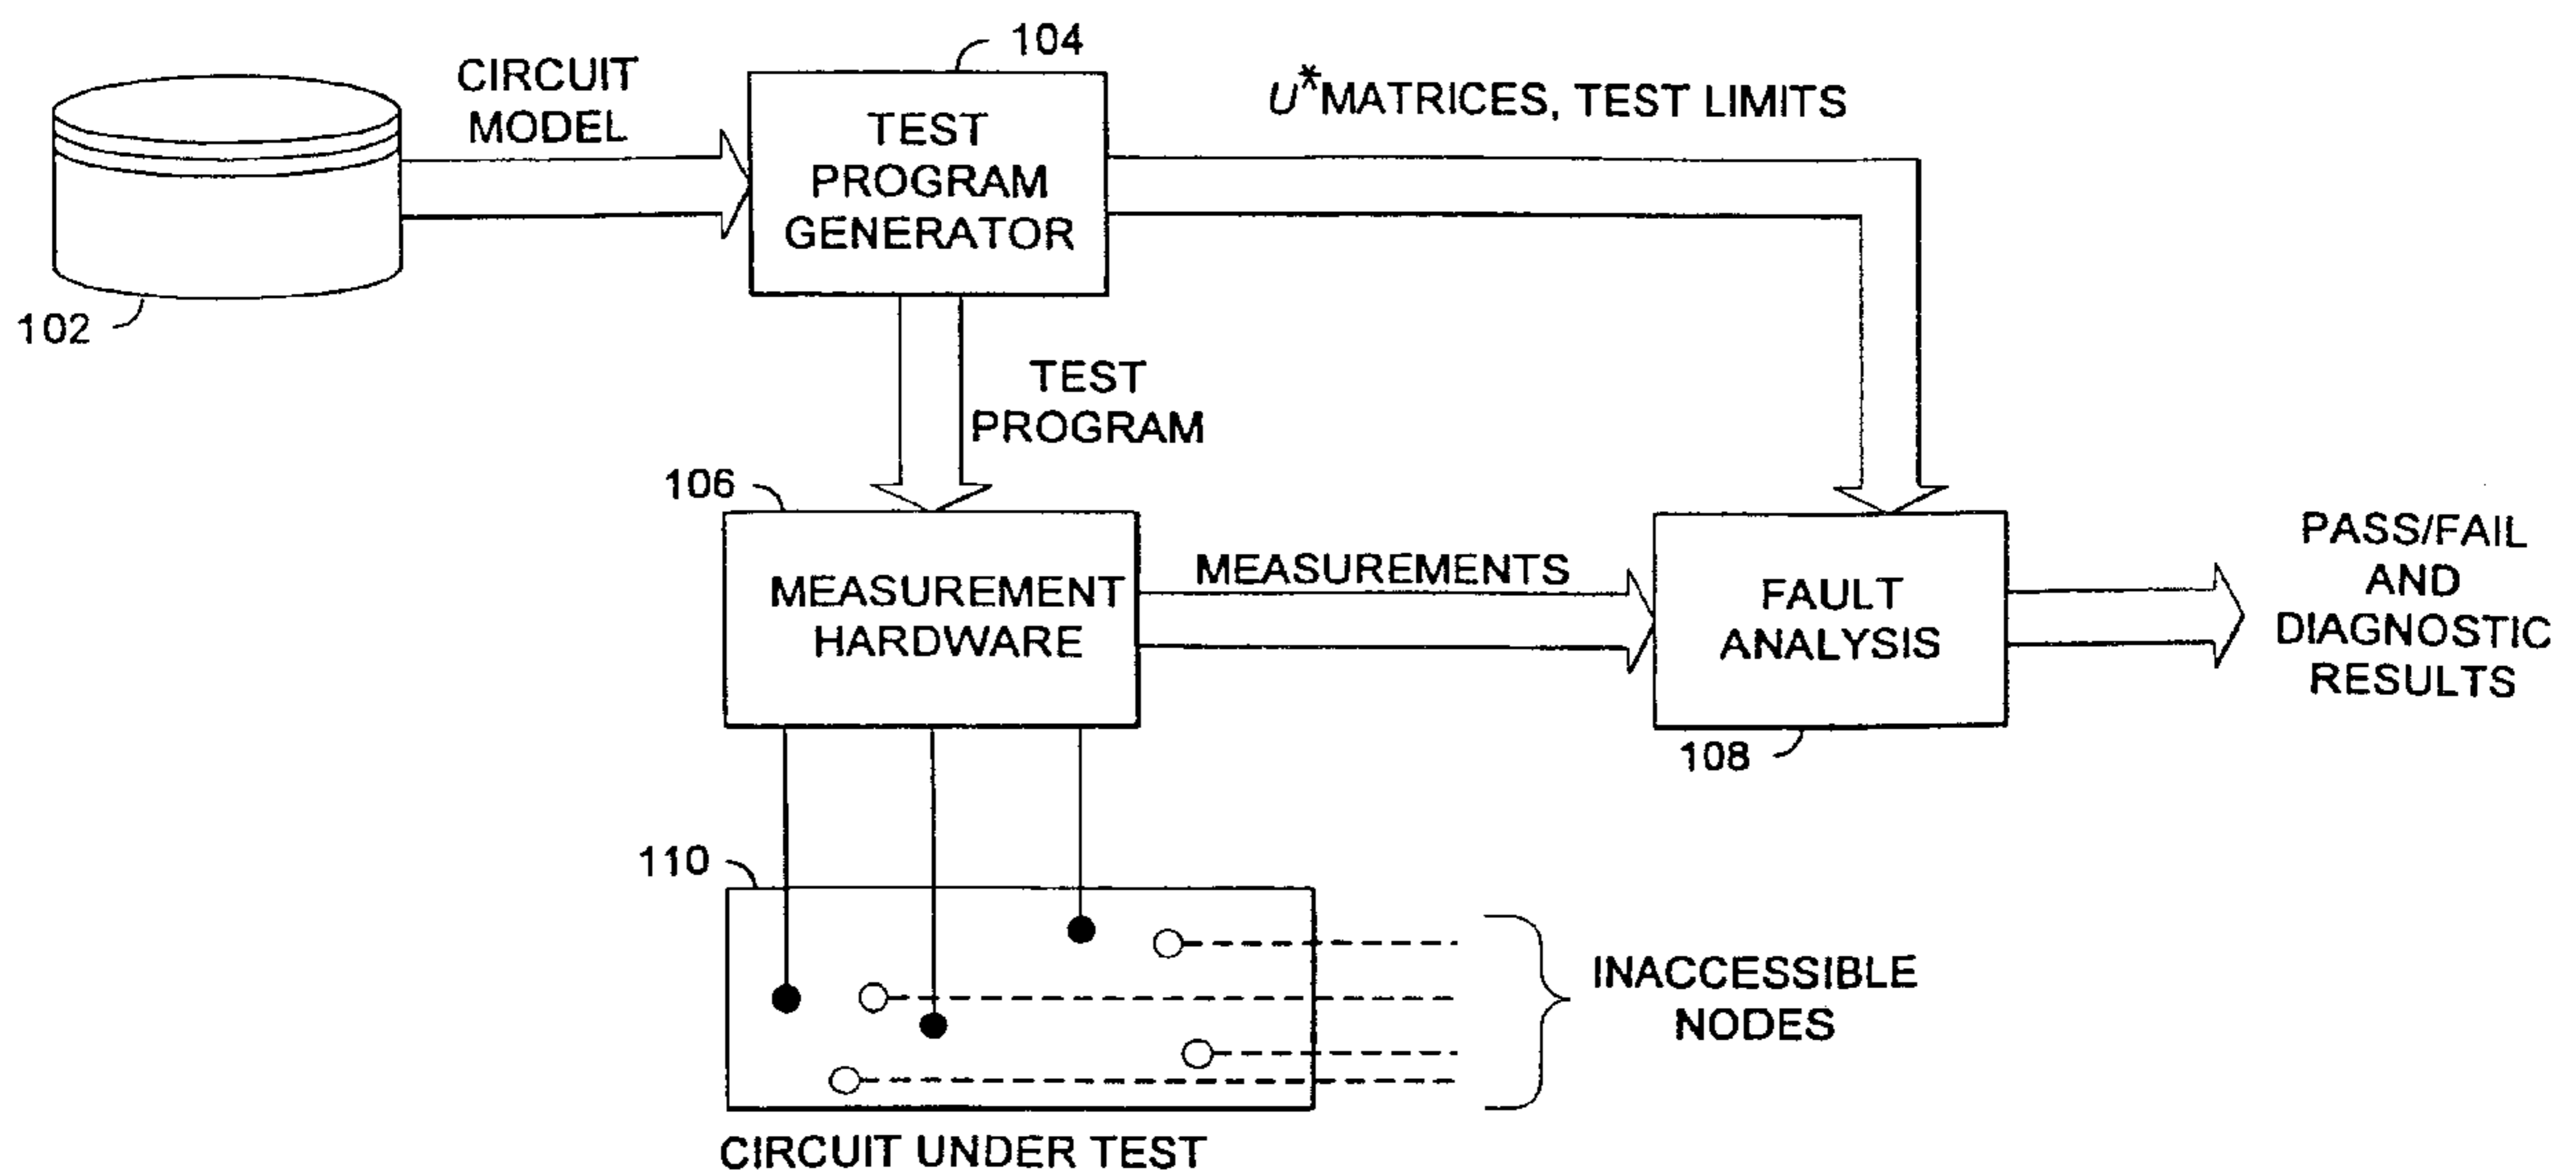 104
CIRCUIT
MODEL
U*MATRICES, TEST LIMITS
TEST
PROGRAM
GENERATOR
102
TEST
PROGRAM
106
MEASUREMENT
HARDWARE
MEASUREMENTS
FAULT
ANALYSIS
PASS/FAIL
AND
DIAGNOSTIC
RESULTS
108
110
INACCESSIBLE
NODES
CIRCUIT UNDER TEST